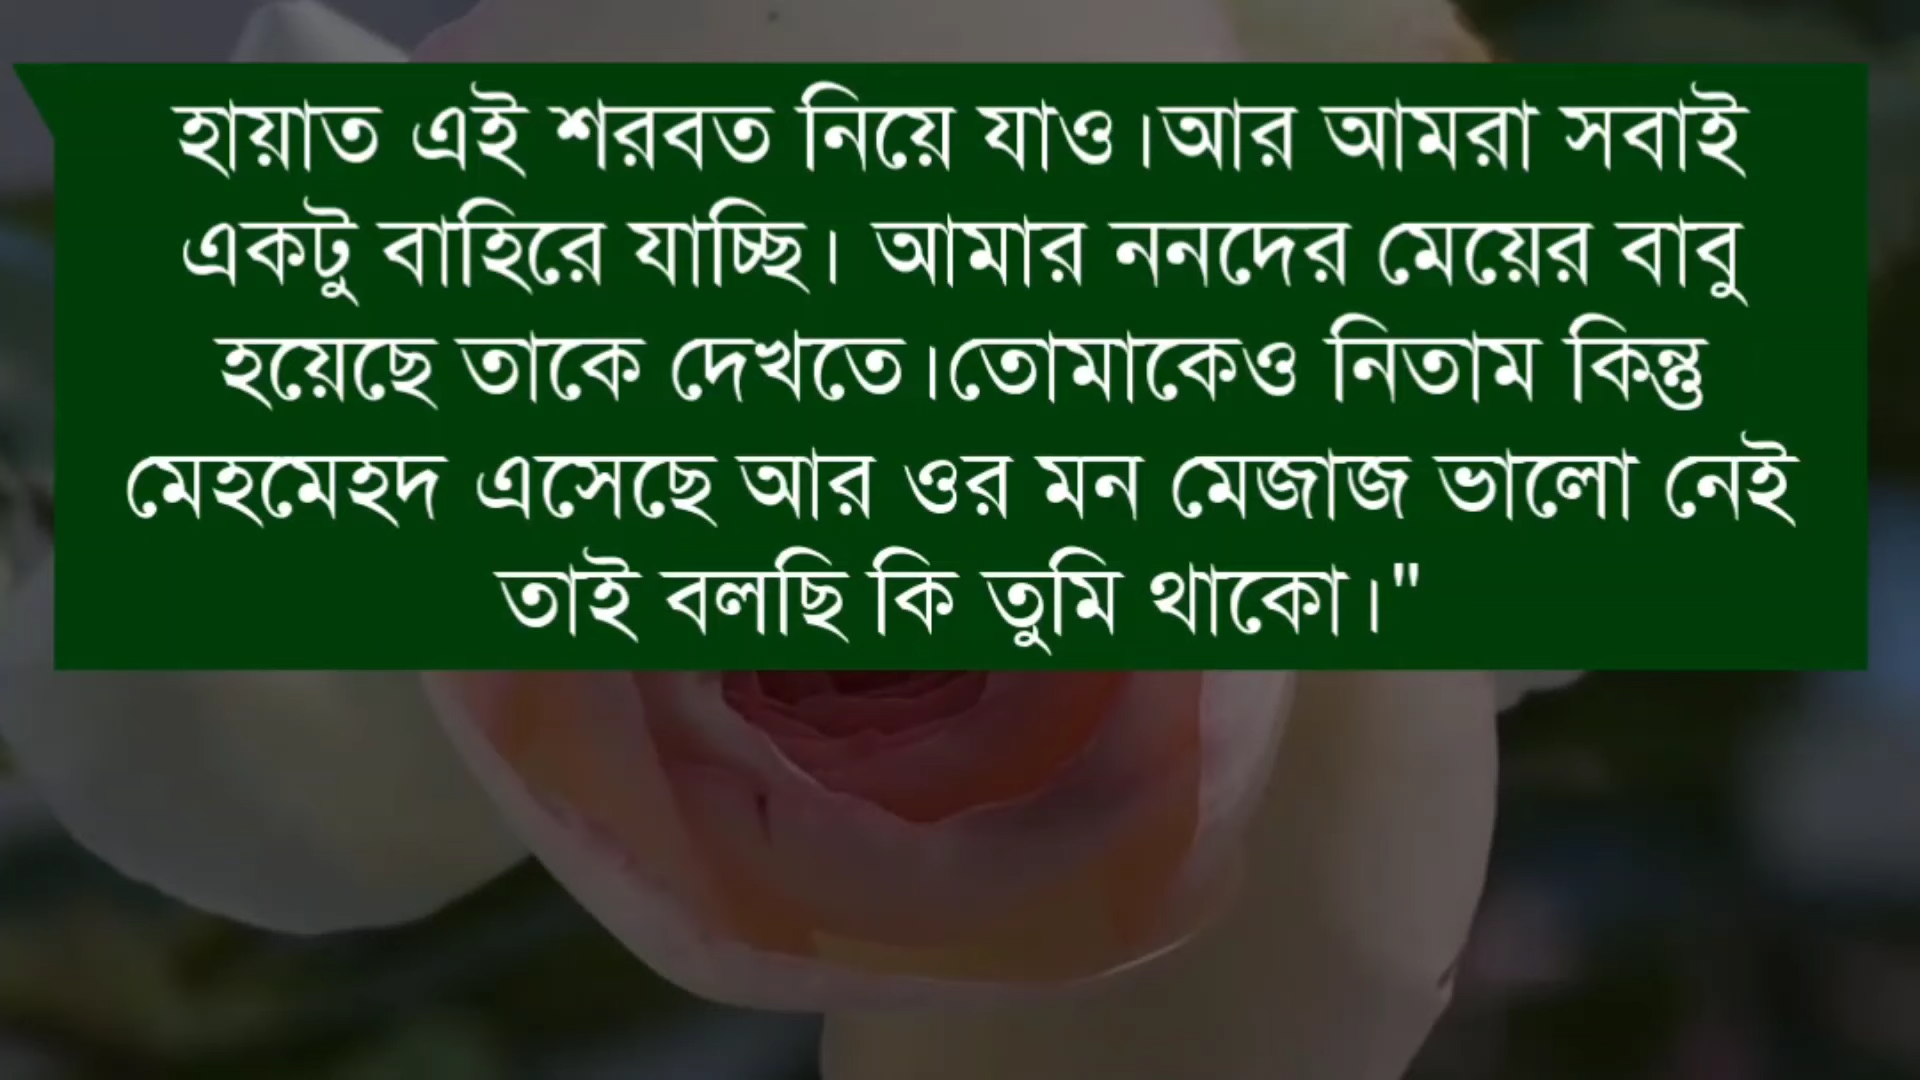 হায়াত এই শরবত নিয়ে যাও।আর আমরা সবাই
একটু বাহিরে যাচ্ছি। আমার ননদের মেয়ের বাবু
হয়েছে তাকে দেখতে।তোমাকেও নিতাম কিন্তু
মেহমেহদ এসেছে আর ওর মন মেজাজ ভালো নেই
তাই বলছি কি তুমি থাকো।"